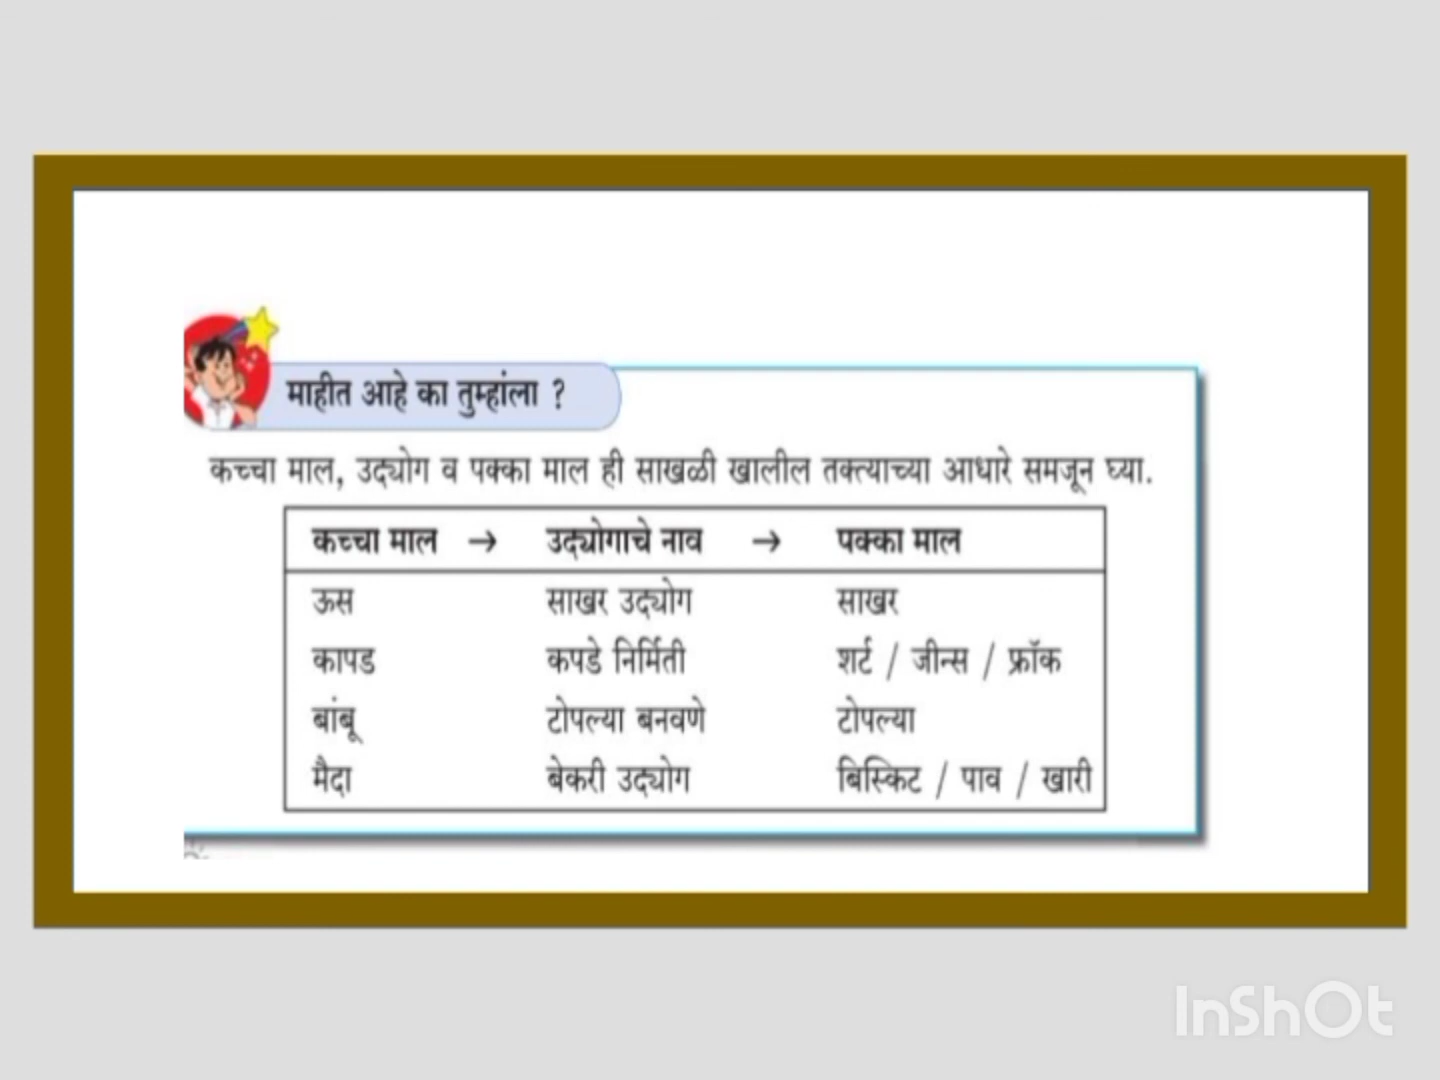 माहीत आहे का तुम्हांला ?
कच्चा माल, उद्योग व पक्का माल ही साखळी खालील तक्त्याच्या आधारे समजून घ्या.
कच्चा माल → उद्योगाचे नाव → पक्का माल
ऊस साखर उद्योग साखर
कापड कपडे निर्मिती शर्ट / जीन्स / फ्रॉक
बांबू टोपल्या बनवणे टोपल्या
मैदा बेकरी उद्योग बिस्किट / पाव / खारी
InShOt